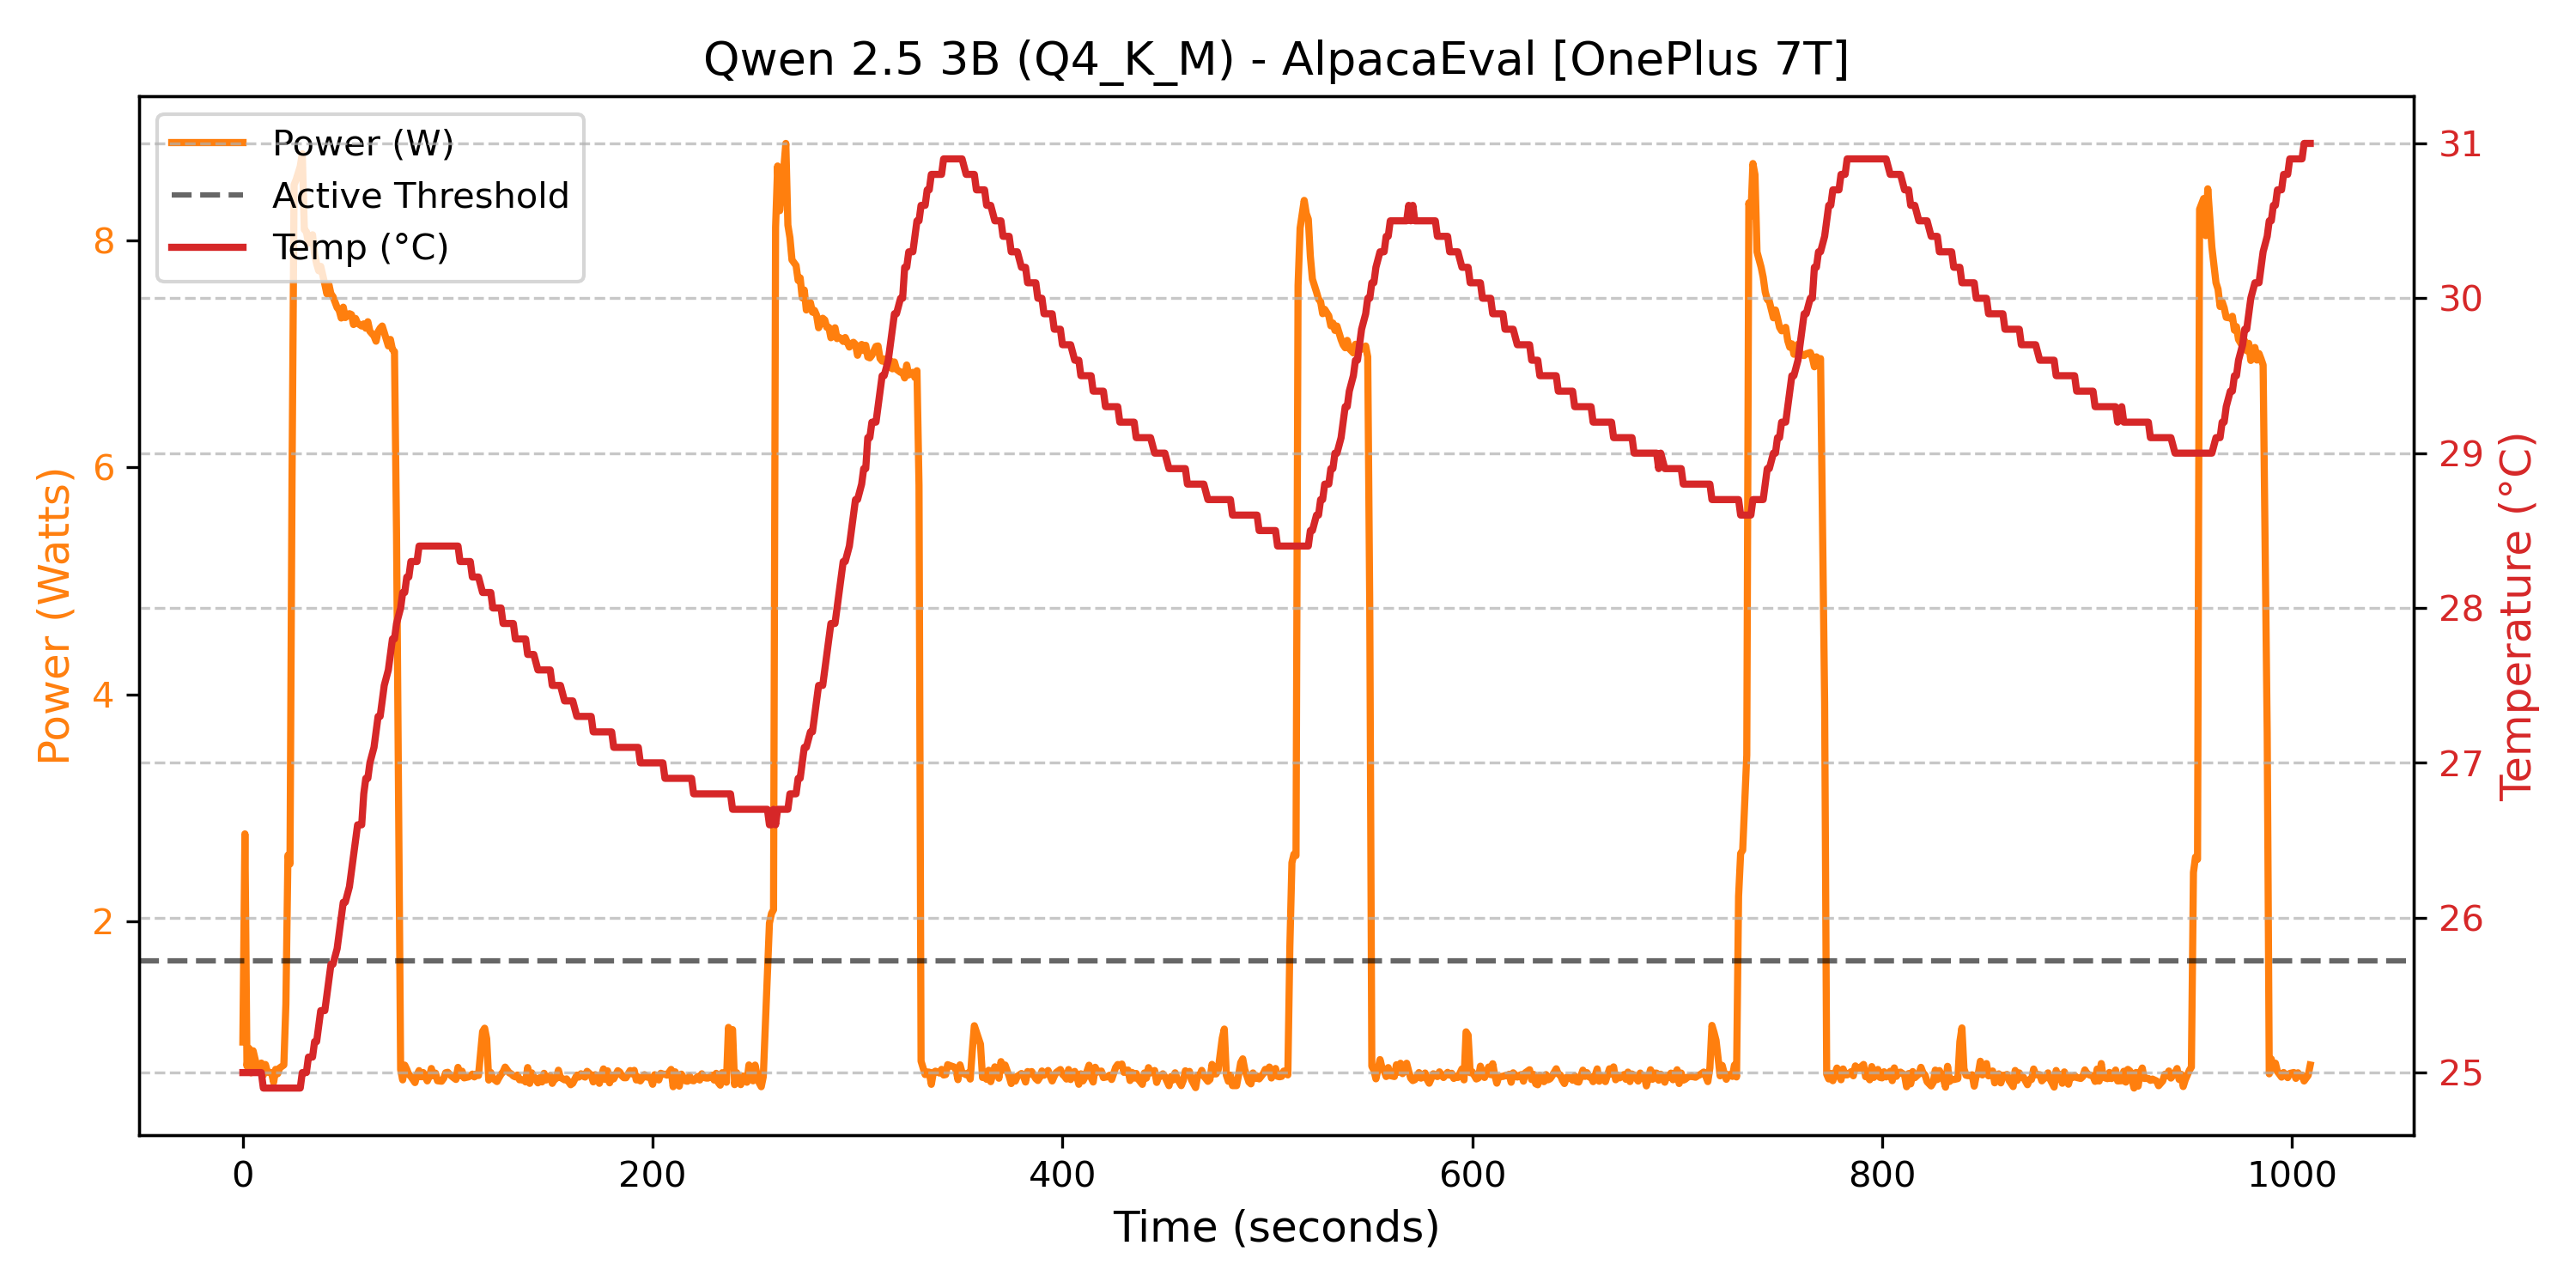 Qwen 2.5 3B (Q4_K_M) - AlpacaEval [OnePlus 7T]
Power (W)
Active Threshold
Temp (°C)
Power (Watts)
8
6
4
2
31
30
29
28
27
26
25
Temperature (°C)
0 200 400 600 800 1000
Time (seconds)